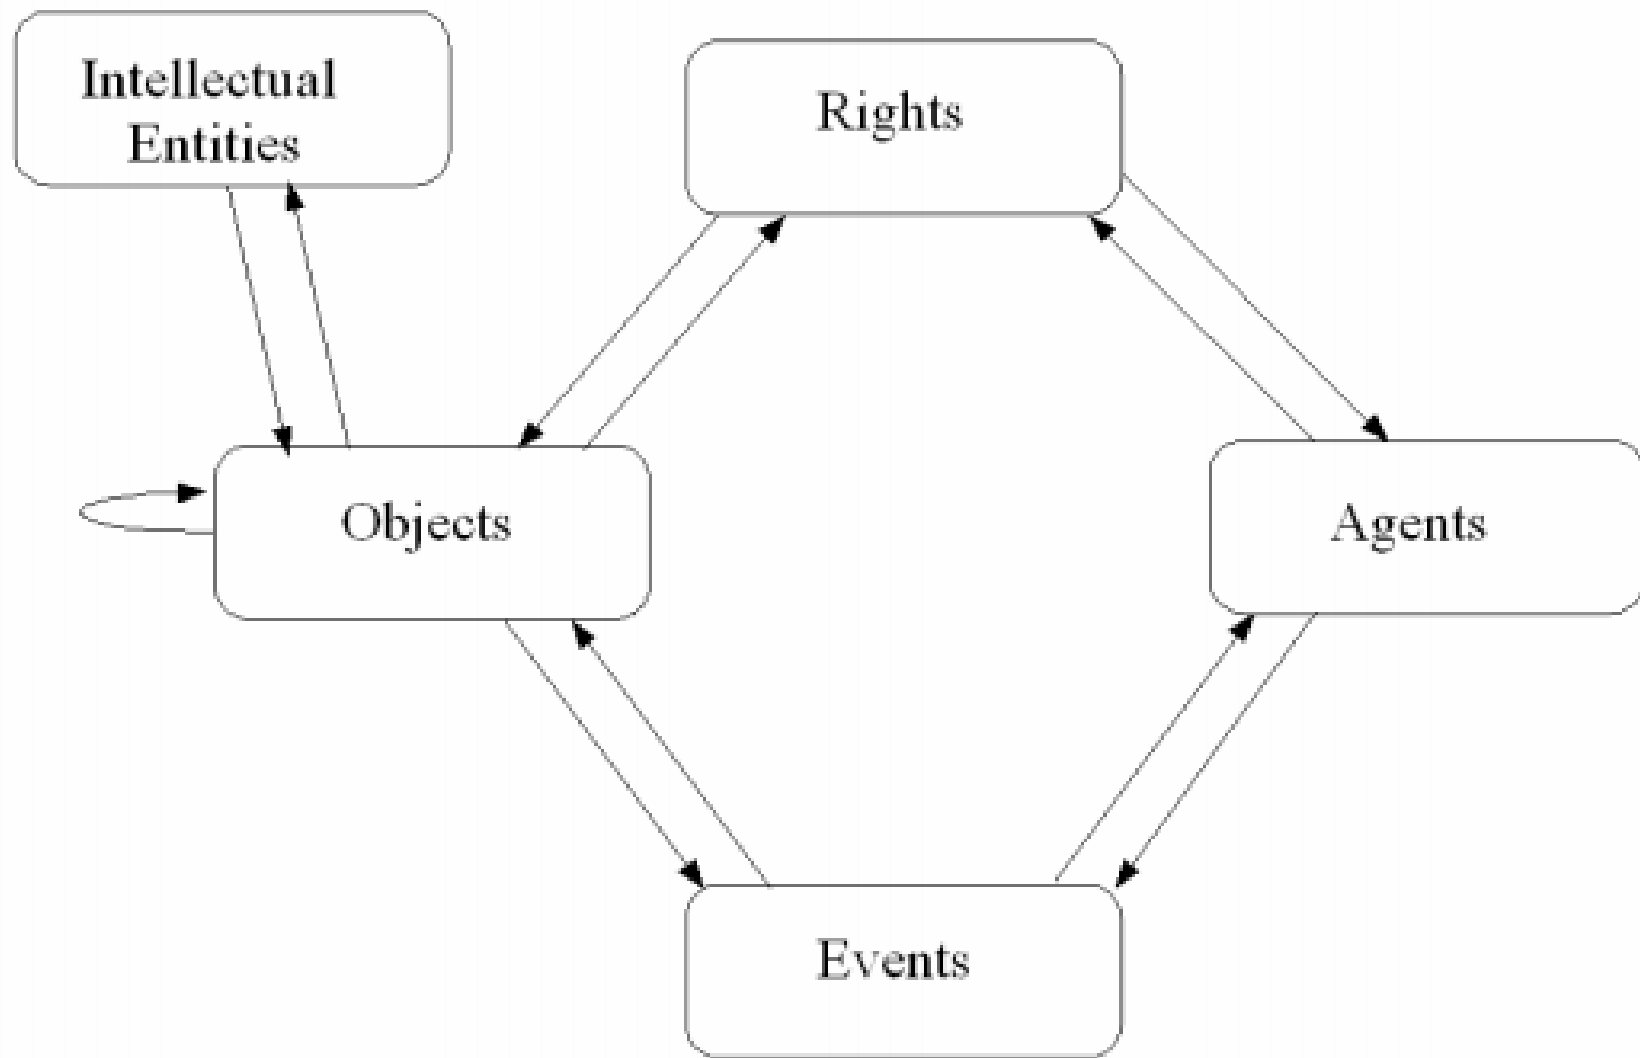 Intellectual
Entities
Rights
Objects
Agents
Events